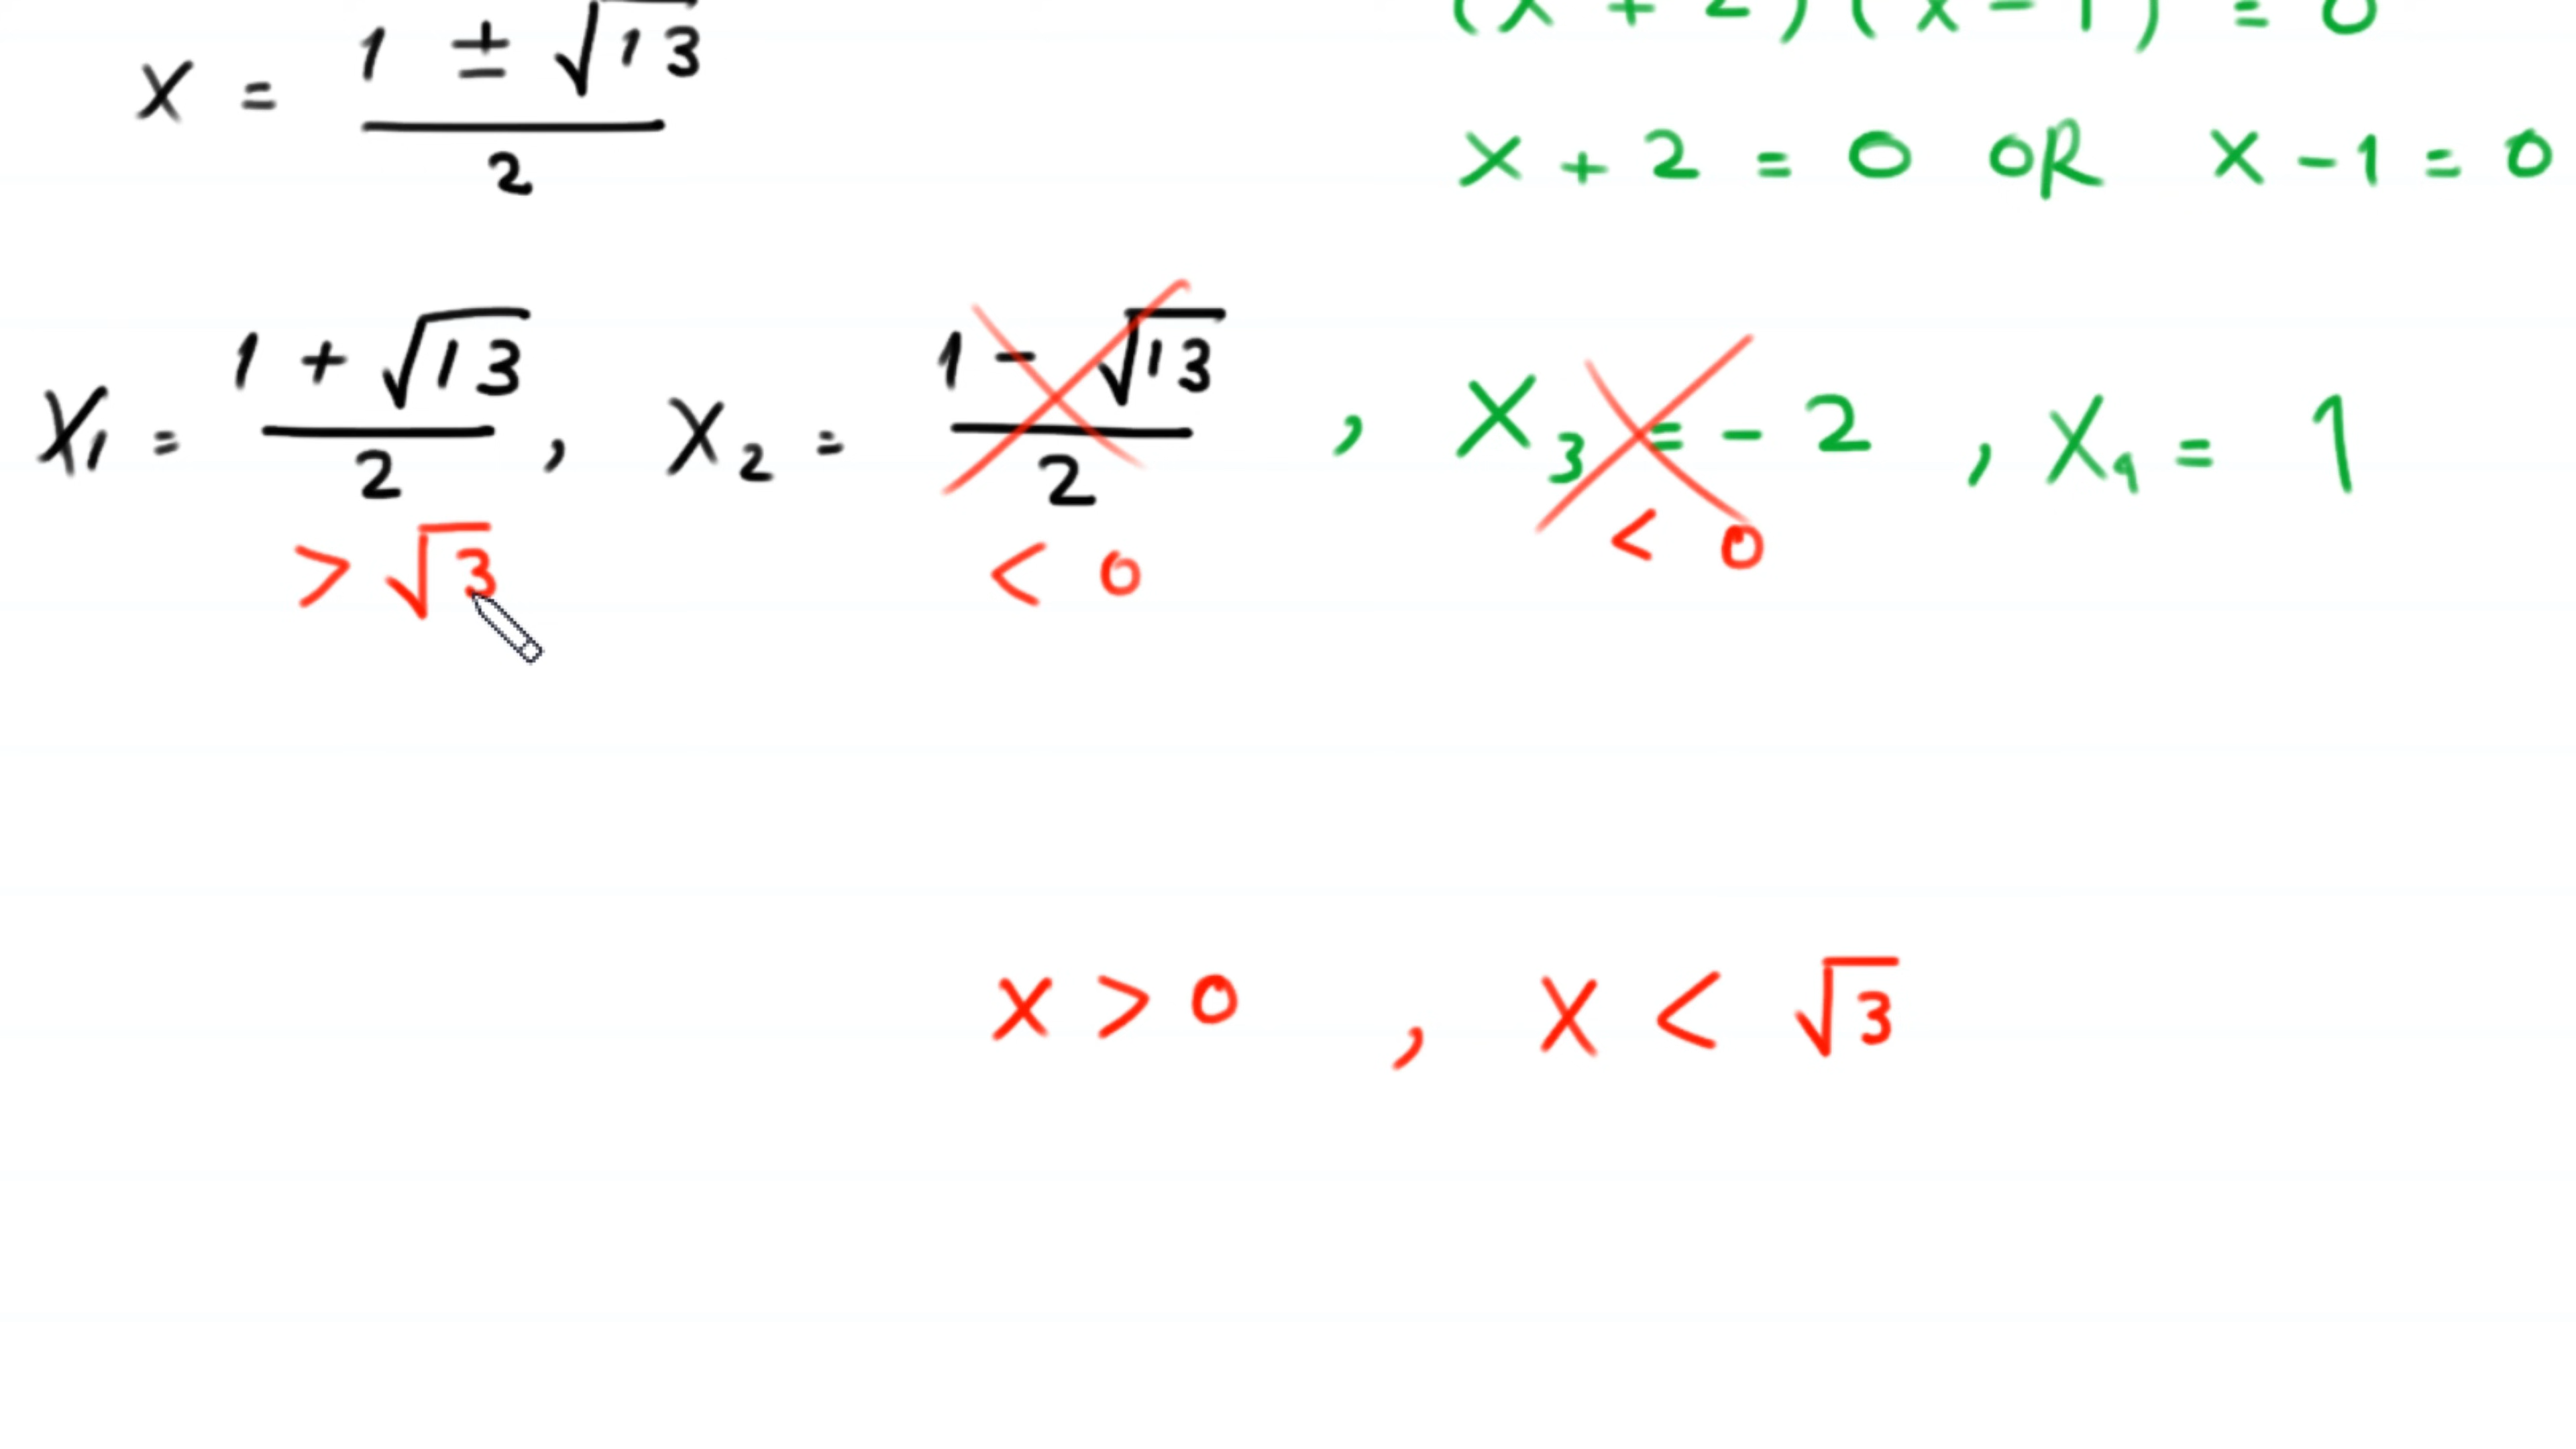 (x + 2)(x - 1) = 0
x = (1 ± √13)/2
x + 2 = 0 OR x - 1 = 0
x₁ = (1 + √13)/2 , x₂ = (1 - √13)/2 , x₃ = -2 , x₄ = 1
> √3 < 0 < 0
x > 0 , x < √3